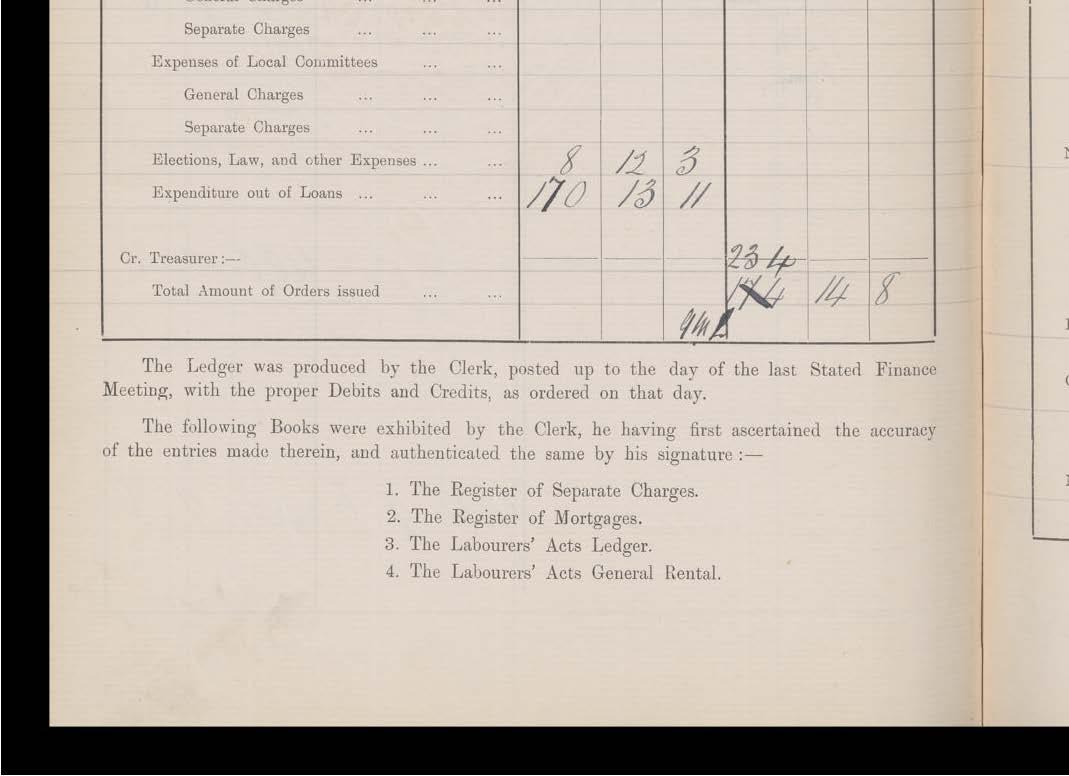 General Charges ... ... ...
Separate Charges ... ... ...
Expenses of Local Committees ... ...
General Charges ... ... ...
Separate Charges ... ... ...
Elections, Law, and other Expenses ... ... 8 12 3
Expenditure out of Loans ... ... ... 170 13 11
Cr. Treasurer:— 234
Total Amount of Orders issued ... ... 174 14 8
The Ledger was produced by the Clerk, posted up to the day of the last Stated Finance
Meeting, with the proper Debits and Credits, as ordered on that day.
The following Books were exhibited by the Clerk, he having first ascertained the accuracy
of the entries made therein, and authenticated the same by his signature :—
1. The Register of Separate Charges.
2. The Register of Mortgages.
3. The Labourers' Acts Ledger.
4. The Labourers' Acts General Rental.